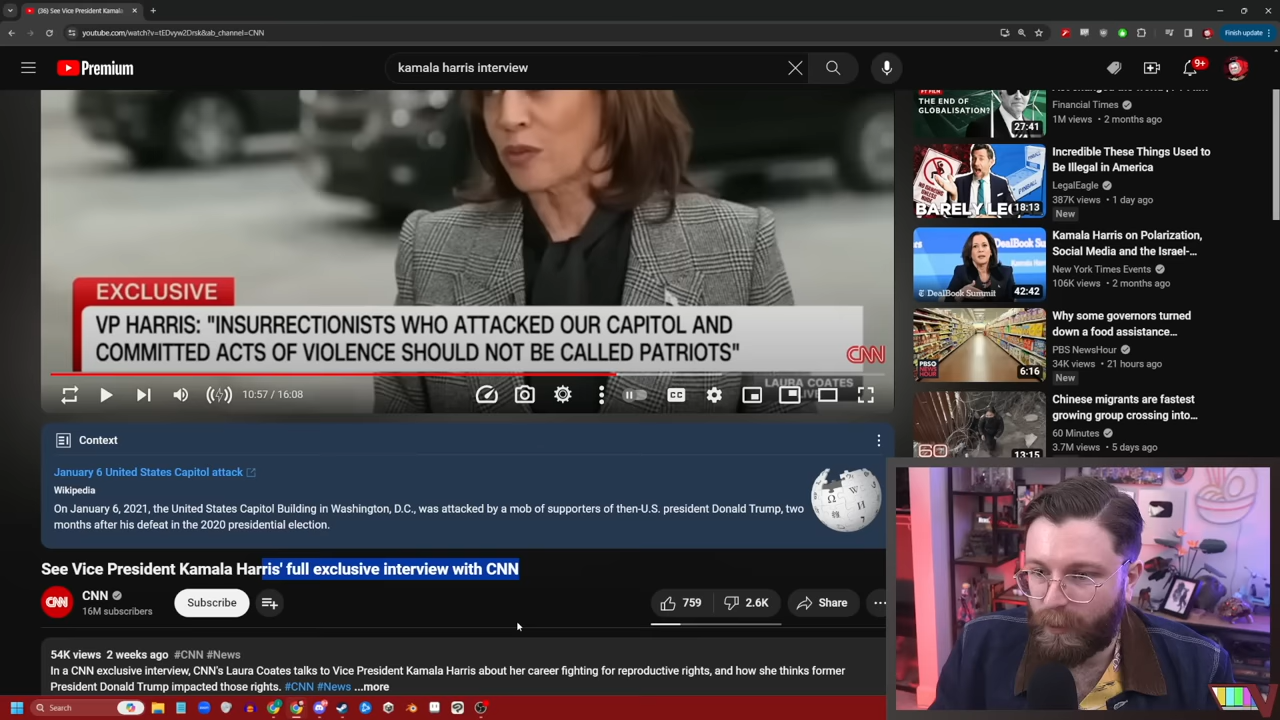 (36) See Vice President Kamala
youtube.com/watch?v=tEDvyw2Drsk&ab_channel=CNN
Finish update
Premium
kamala harris interview
9+
THE END OF
GLOBALISATION?
27:41
Financial Times
1M views • 2 months ago
BARELY LE
18:13
Incredible These Things Used to
Be Illegal in America
LegalEagle
387K views • 1 day ago
New
DealBook Summit
42:42
Kamala Harris on Polarization,
Social Media and the Israel-...
New York Times Events
106K views • 2 months ago
PBS
NEWS
HOUR
6:16
Why some governors turned
down a food assistance...
PBS NewsHour
34K views • 21 hours ago
New
60
13:15
Chinese migrants are fastest
growing group crossing into...
60 Minutes
3.7M views • 5 days ago
EXCLUSIVE
VP HARRIS: "INSURRECTIONISTS WHO ATTACKED OUR CAPITOL AND
COMMITTED ACTS OF VIOLENCE SHOULD NOT BE CALLED PATRIOTS"
CNN
LAURA COATES
10:57 / 16:08
CC
Context
January 6 United States Capitol attack
Wikipedia
On January 6, 2021, the United States Capitol Building in Washington, D.C., was attacked by a mob of supporters of then-U.S. president Donald Trump, two
months after his defeat in the 2020 presidential election.
See Vice President Kamala Harris' full exclusive interview with CNN
CNN
CNN
16M subscribers
Subscribe
759
2.6K
Share
54K views 2 weeks ago #CNN #News
In a CNN exclusive interview, CNN's Laura Coates talks to Vice President Kamala Harris about her career fighting for reproductive rights, and how she thinks former
President Donald Trump impacted those rights. #CNN #News ...more
Search